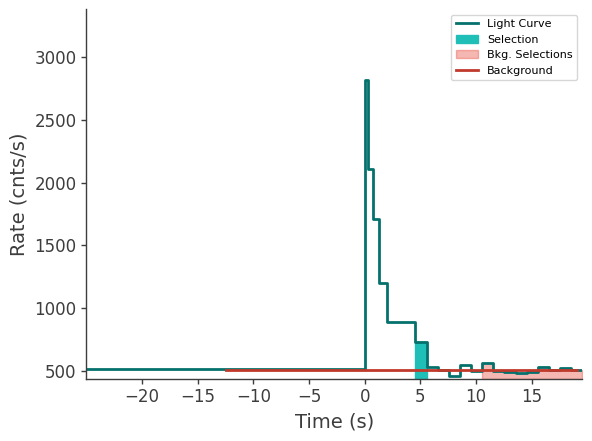 Light Curve
Selection
Bkg. Selections
Background
3000
2500
2000
1500
1000
500
Rate (cnts/s)
−20 −15 −10 −5 0 5 10 15
Time (s)